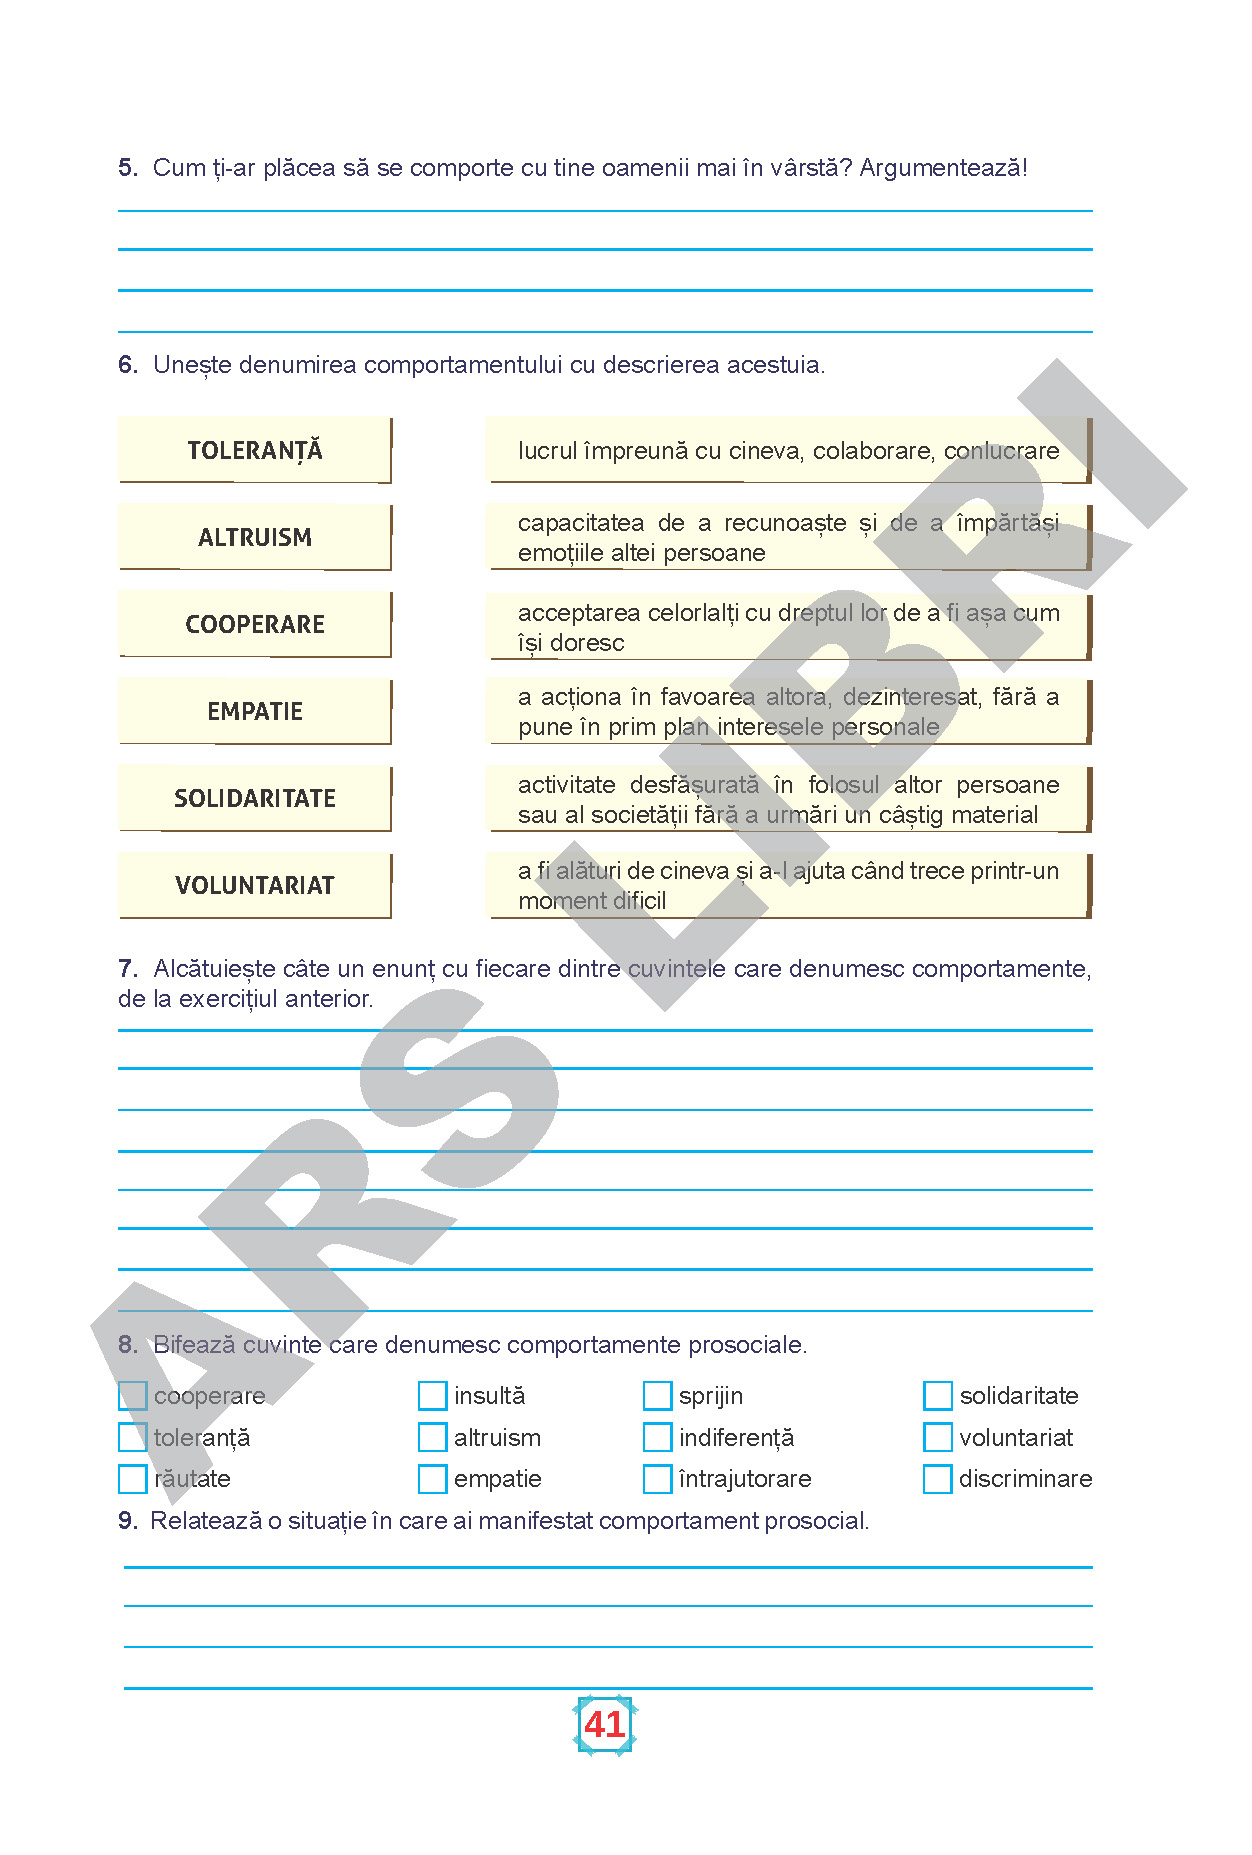 5. Cum ți-ar plăcea să se comporte cu tine oamenii mai în vârstă? Argumentează!
6. Unește denumirea comportamentului cu descrierea acestuia.
TOLERANȚĂ
lucrul împreună cu cineva, colaborare, conlucrare
ALTRUISM
capacitatea de a recunoaște și de a împărtăși
emoțiile altei persoane
COOPERARE
acceptarea celorlalți cu dreptul lor de a fi așa cum
își doresc
EMPATIE
a acționa în favoarea altora, dezinteresat, fără a
pune în prim plan interesele personale
SOLIDARITATE
activitate desfășurată în folosul altor persoane
sau al societății fără a urmări un câștig material
VOLUNTARIAT
a fi alături de cineva și a-l ajuta când trece printr-un
moment dificil
7. Alcătuiește câte un enunț cu fiecare dintre cuvintele care denumesc comportamente,
de la exercițiul anterior.
8. Bifează cuvinte care denumesc comportamente prosociale.
cooperare insultă sprijin solidaritate
toleranță altruism indiferență voluntariat
răutate empatie întrajutorare discriminare
9. Relatează o situație în care ai manifestat comportament prosocial.
41
ARS LIBRI